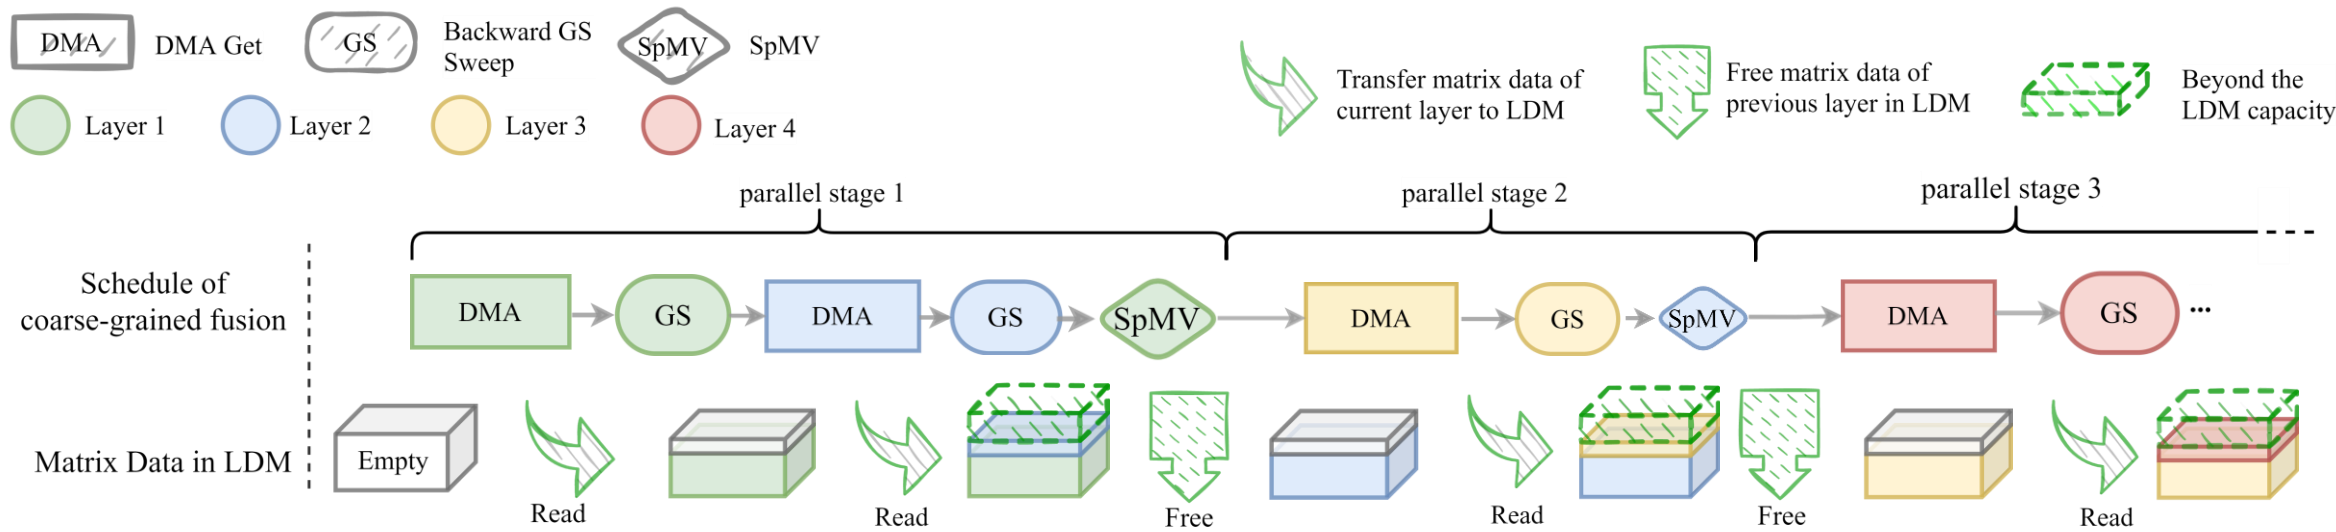 DMA
DMA Get
GS
Backward GS
Sweep
SpMV
SpMV
Transfer matrix data of
current layer to LDM
Free matrix data of
previous layer in LDM
Beyond the
LDM capacity
Layer 1
Layer 2
Layer 3
Layer 4
parallel stage 1
parallel stage 2
parallel stage 3
Schedule of
coarse-grained fusion
DMA
GS
DMA
GS
SpMV
DMA
GS
SpMV
DMA
GS
...
Matrix Data in LDM
Empty
Read
Read
Free
Read
Free
Read